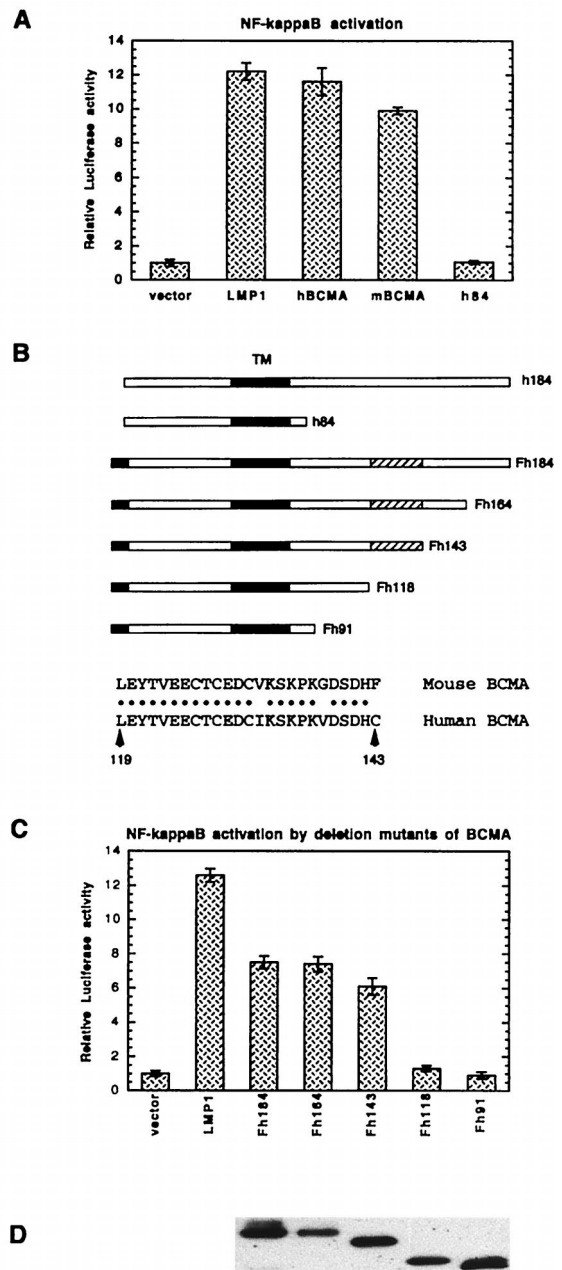 A
NF-kappaB activation
Relative Luciferase activity
14
12
10
8
6
4
2
0
vector LMP1 hBCMA mBCMA h84
B
TM
h184
h84
Fh184
Fh164
Fh143
Fh118
Fh91
LEYTVEECTCEDCVKSKPKGDSDHF Mouse BCMA
LEYTVEECTCEDCIKSKPKVDSDHC Human BCMA
119 143
C
NF-kappaB activation by deletion mutants of BCMA
Relative Luciferase activity
14
12
10
8
6
4
2
0
vector LMP1 Fh184 Fh164 Fh143 Fh118 Fh91
D